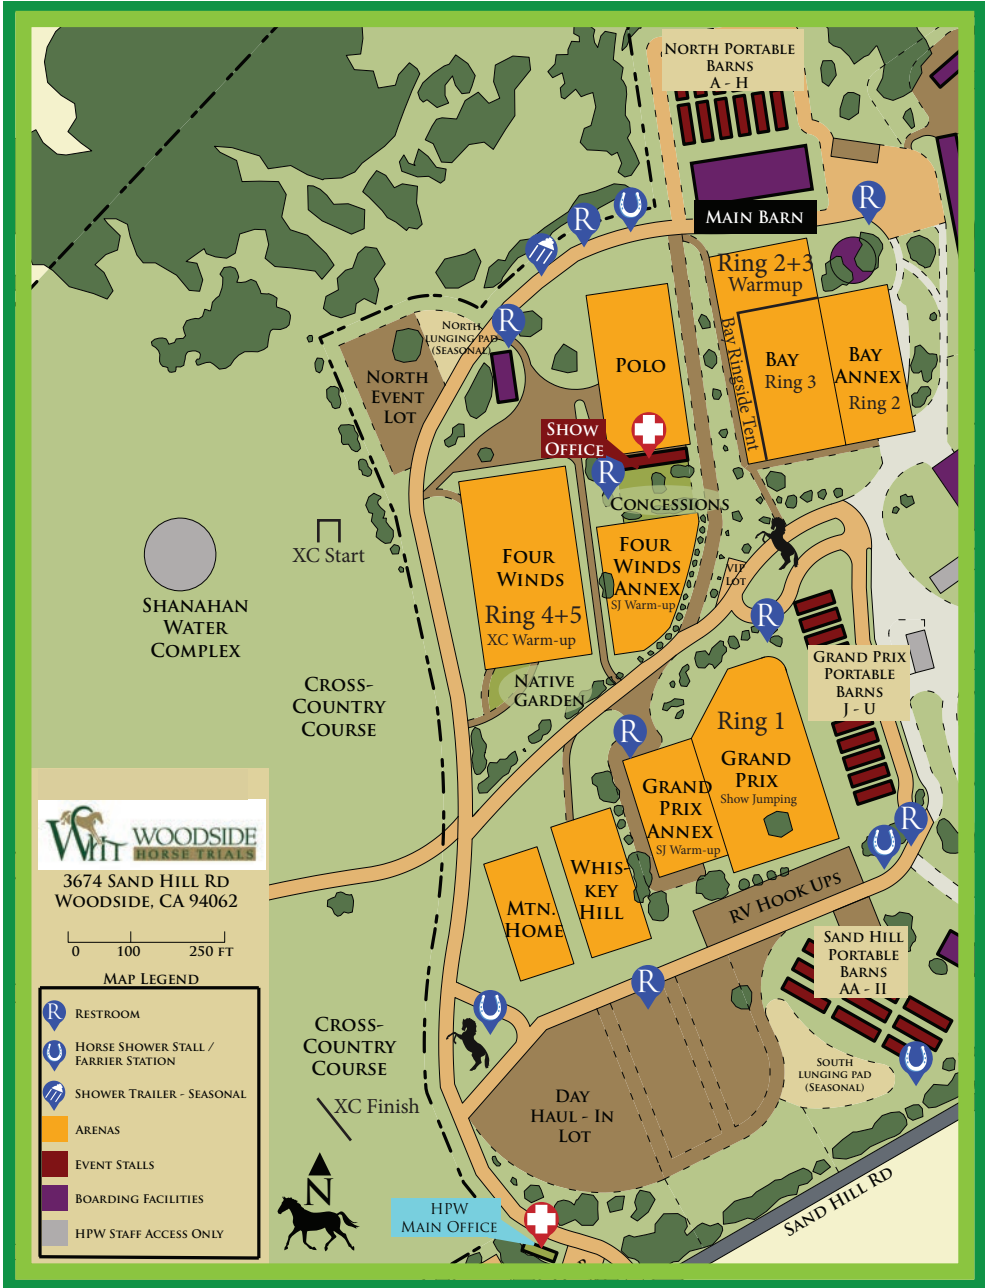 North Portable
Barns
A - H
R
Main Barn
R
Ring 2+3
Warmup
North
Lunging Pad
(Seasonal)
R
Polo
Bay
Ring 3
Bay
Annex
Ring 2
Bay Ringside Tent
North
Event
Lot
Show
Office
R
Concessions
XC Start
Four
Winds
Ring 4+5
XC Warm-up
Four
Winds
Annex
SJ Warm-up
VIP
Lot
R
Shanahan
Water
Complex
Grand Prix
Portable
Barns
J - U
Native
Garden
Cross-
Country
Course
R
Ring 1
Grand
Prix
Show Jumping
Grand
Prix
Annex
SJ Warm-up
R
WHT WOODSIDE
HORSE TRIALS
3674 Sand Hill Rd
Woodside, CA 94062
0 100 250 ft
Whis-
key
Hill
Mtn.
Home
RV Hook Ups
Sand Hill
Portable
Barns
AA - II
R
Map Legend
R Restroom
Horse Shower Stall /
Farrier Station
Shower Trailer - Seasonal
Arenas
Event Stalls
Boarding Facilities
HPW Staff Access Only
Cross-
Country
Course
XC Finish
South
Lunging Pad
(Seasonal)
Day
Haul - In
Lot
N
HPW
Main Office
Sand Hill Rd